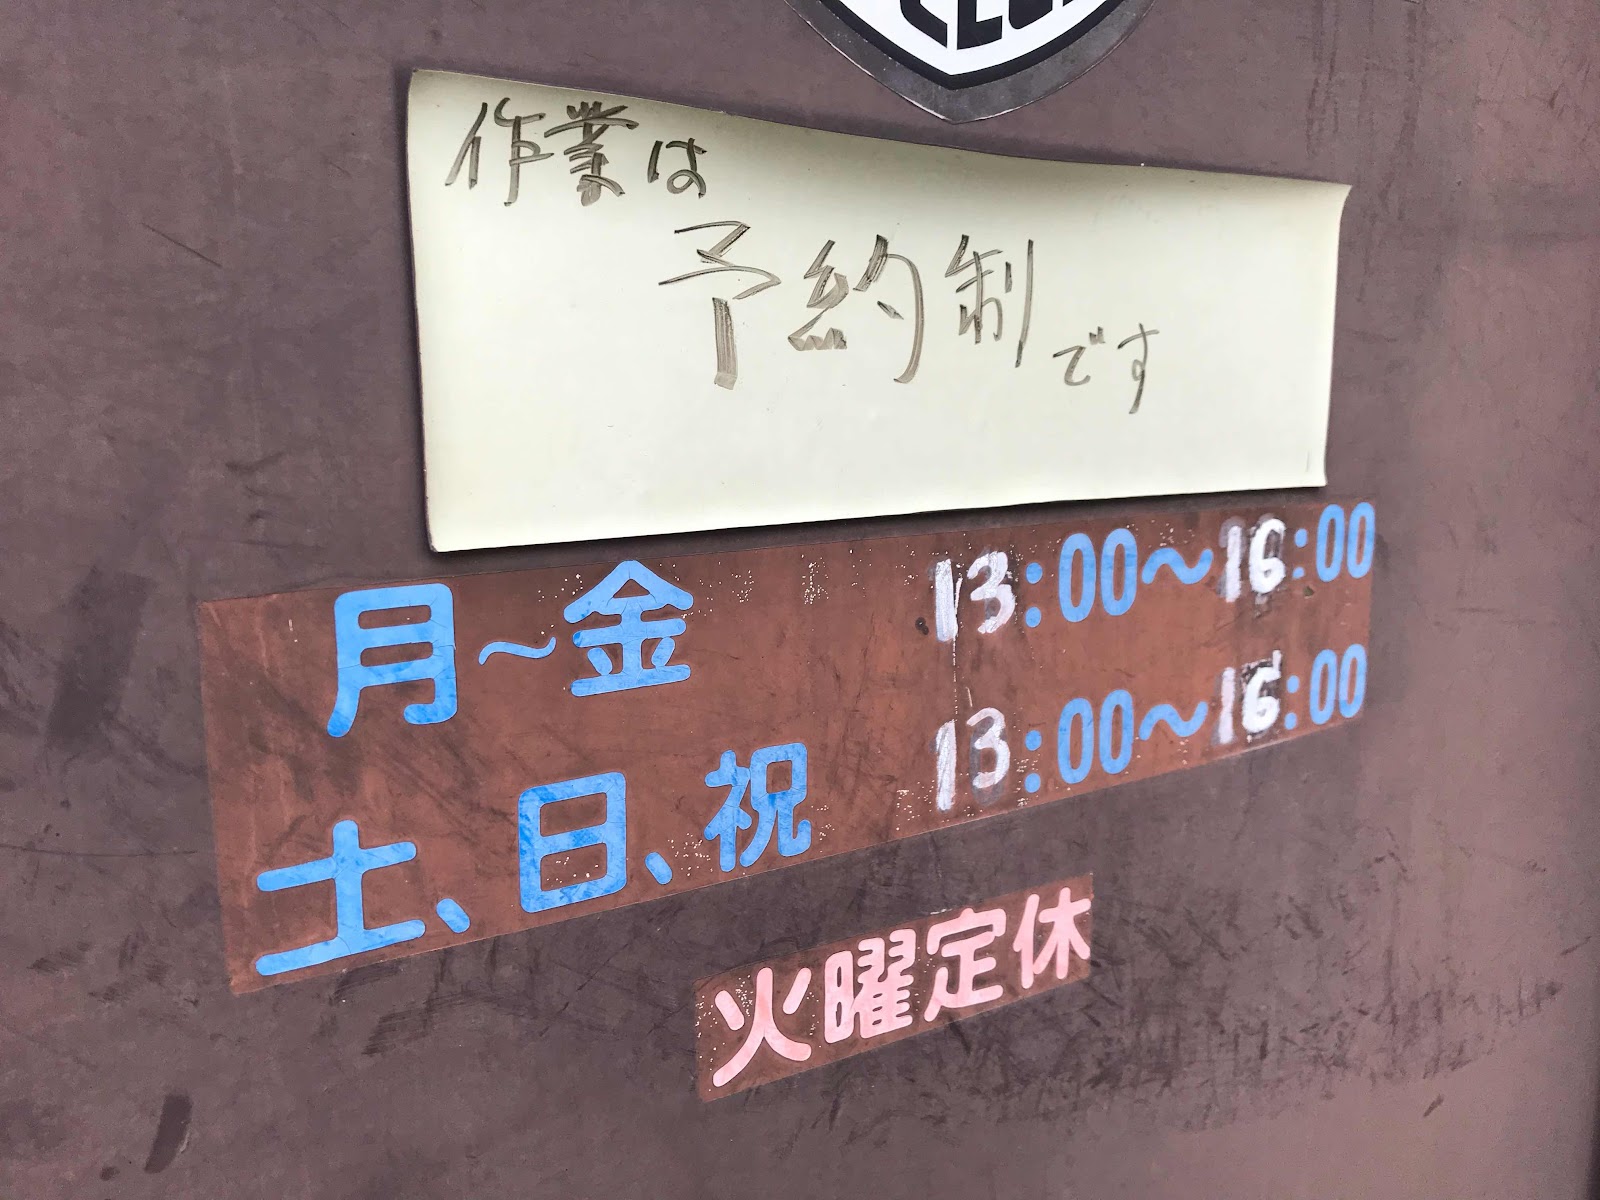 作業は
予約制です
月～金 13:00～16:00
土、日、祝 13:00～16:00
火曜定休